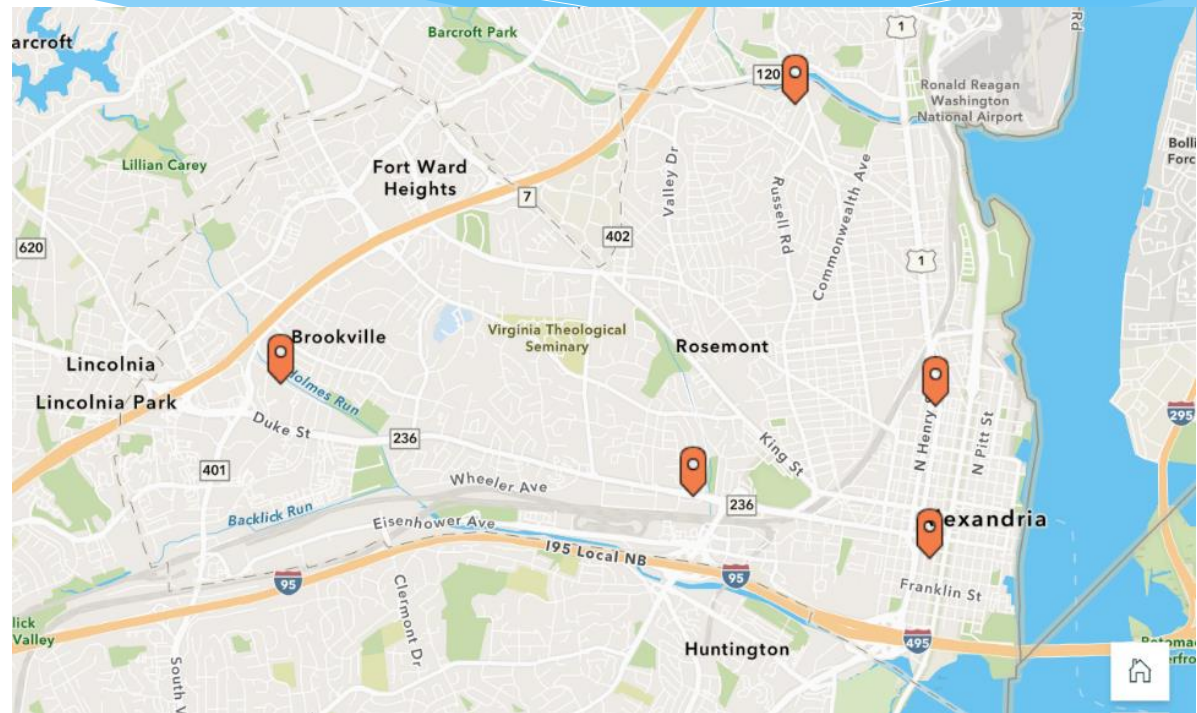 arcroft
Barcroft Park
1
Rd
120
Ronald Reagan
Washington
National Airport
Bolli
Forc
Lillian Carey
Fort Ward
Heights
7
Valley Dr
Russell Rd
Commonwealth Ave
402
620
1
Virginia Theological
Seminary
Brookville
Rosemont
Lincolnia
Lincolnia Park
Holmes Run
Duke St
236
N Henry
N Pitt St
295
King St
401
Wheeler Ave
236
Backlick Run
Eisenhower Ave
exandria
I95 Local NB
95
95
Clermont Dr
Franklin St
lick
Valley
495
Huntington
South V
Potoma
erfro